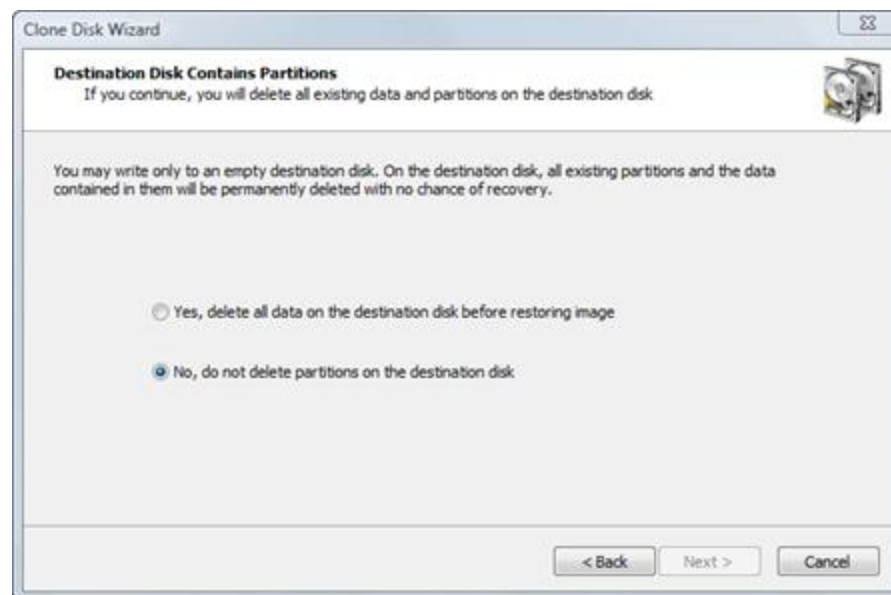 Clone Disk Wizard
Destination Disk Contains Partitions
If you continue, you will delete all existing data and partitions on the destination disk
You may write only to an empty destination disk. On the destination disk, all existing partitions and the data
contained in them will be permanently deleted with no chance of recovery.
Yes, delete all data on the destination disk before restoring image
No, do not delete partitions on the destination disk
< Back Next > Cancel